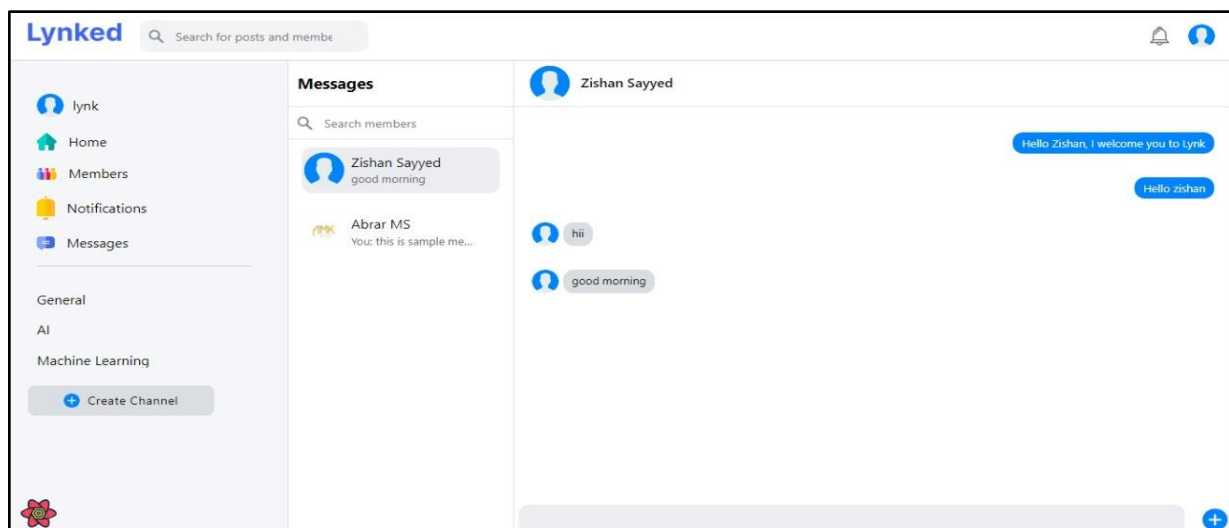 Lynked
Search for posts and membe
lynk
Home
Members
Notifications
Messages
General
AI
Machine Learning
Create Channel
Messages
Search members
Zishan Sayyed
good morning
AMK
Abrar MS
You: this is sample me...
Zishan Sayyed
Hello Zishan, I welcome you to Lynk
Hello zishan
hii
good morning